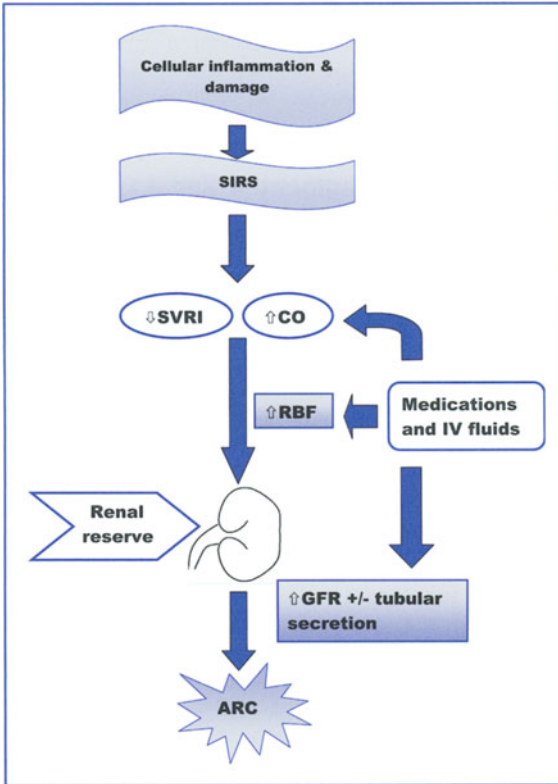 Cellular inflammation &
damage
SIRS
⇩SVRI
⇧CO
⇧RBF
Medications
and IV fluids
Renal
reserve
⇧GFR +/- tubular
secretion
ARC